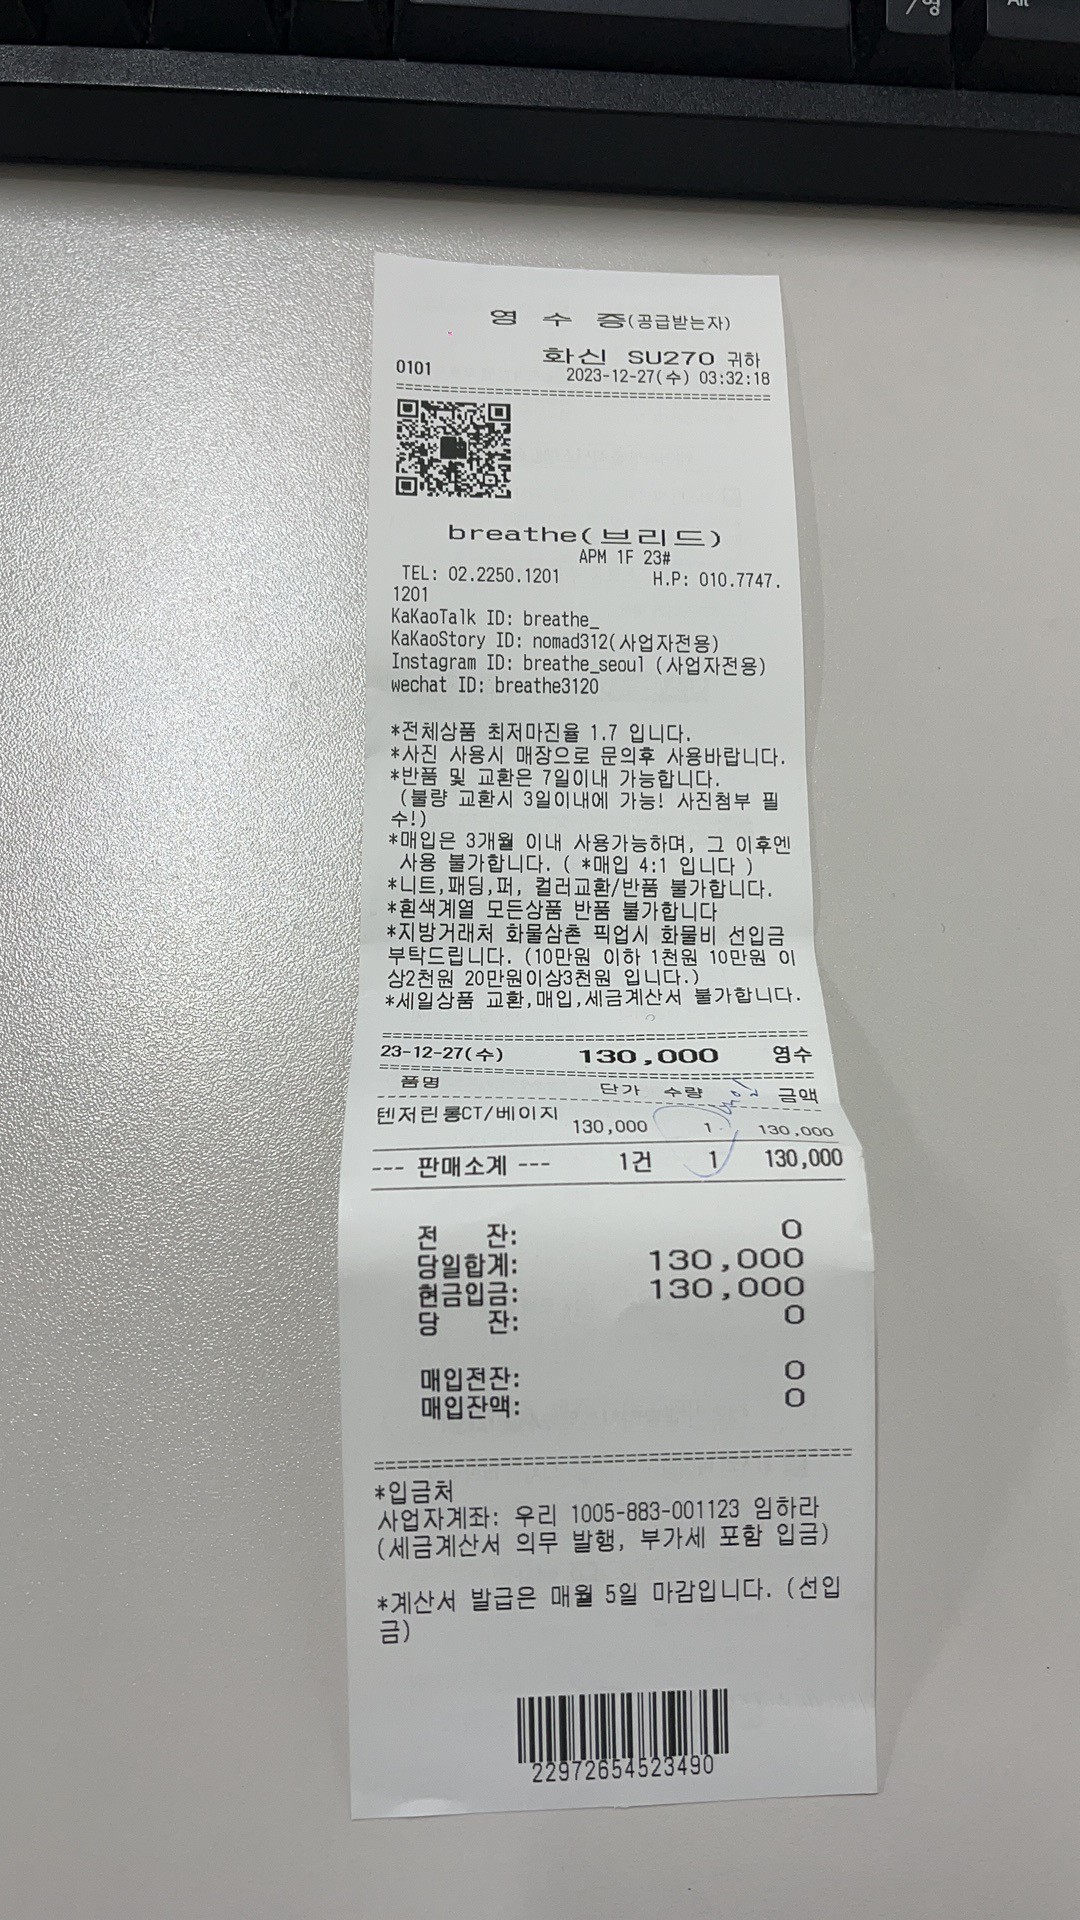 / 영
Alt
영 수 증(공급받는자)
화신 SU270 귀하
0101
2023-12-27(수) 03:32:18
breathe(브리드)
APM 1F 23#
TEL: 02.2250.1201 H.P: 010.7747.
1201
KaKaoTalk ID: breathe_
KaKaoStory ID: nomad312(사업자전용)
Instagram ID: breathe_seoul (사업자전용)
wechat ID: breathe3120
*전체상품 최저마진율 1.7 입니다.
*사진 사용시 매장으로 문의후 사용바랍니다.
*반품 및 교환은 7일이내 가능합니다.
(불량 교환시 3일이내에 가능! 사진첨부 필
수!)
*매입은 3개월 이내 사용가능하며, 그 이후엔
사용 불가합니다. ( *매입 4:1 입니다 )
*니트,패딩,퍼, 컬러교환/반품 불가합니다.
*흰색계열 모든상품 반품 불가합니다
*지방거래처 화물삼촌 픽업시 화물비 선입금
부탁드립니다. (10만원 이하 1천원 10만원 이
상2천원 20만원이상3천원 입니다.)
*세일상품 교환,매입,세금계산서 불가합니다.
23-12-27(수) 130,000 영수
품명 단가 수량 금액
텐저린롱CT/베이지
130,000 1 130,000
--- 판매소계 --- 1건 1 130,000
전 잔: 0
당일합계: 130,000
현금입금: 130,000
당 잔: 0
매입전잔: 0
매입잔액: 0
*입금처
사업자계좌: 우리 1005-883-001123 임하라
(세금계산서 의무 발행, 부가세 포함 입금)
*계산서 발급은 매월 5일 마감입니다. (선입
금)
22972654523490